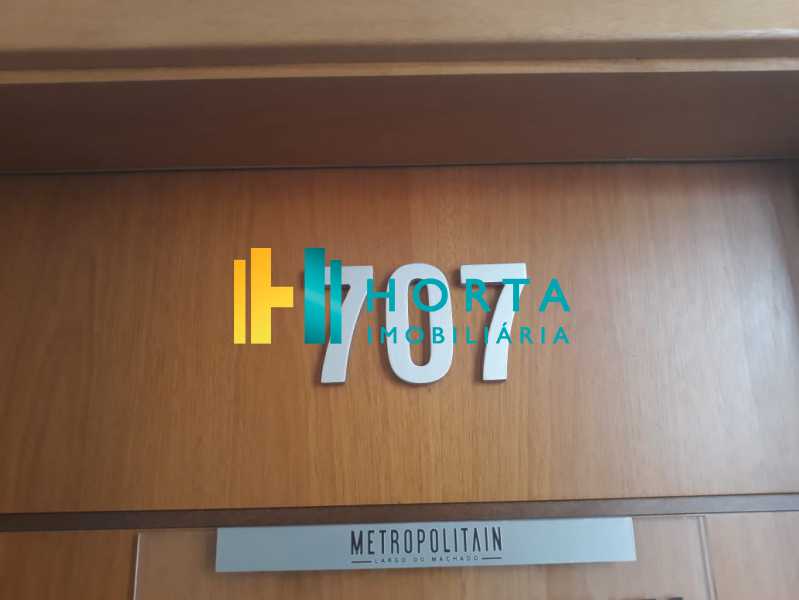 707
HORTA
IMOBILIÁRIA
METROPOLITAIN
LARGO DO MACHADO